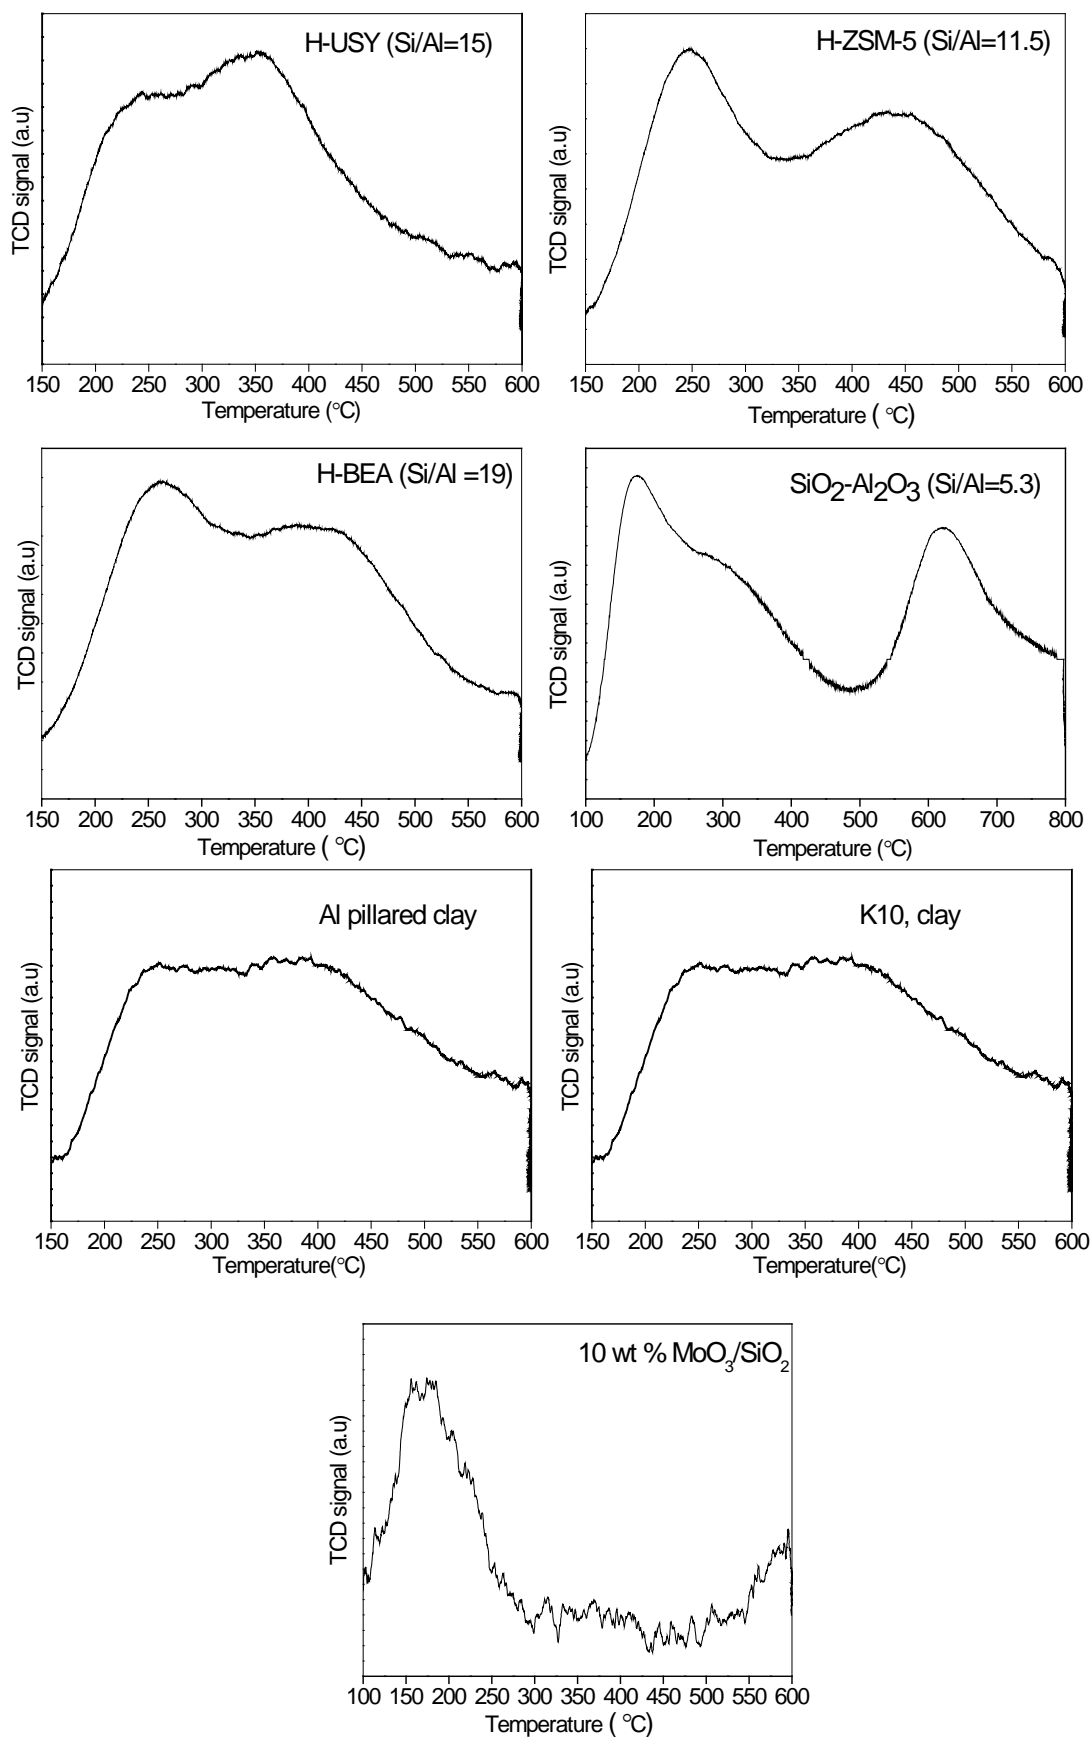 H-USY (Si/Al=15)
TCD signal (a.u)
150 200 250 300 350 400 450 500 550 600
Temperature (°C)
H-ZSM-5 (Si/Al=11.5)
TCD signal (a.u)
150 200 250 300 350 400 450 500 550 600
Temperature ( °C)
H-BEA (Si/Al =19)
TCD signal (a.u)
150 200 250 300 350 400 450 500 550 600
Temperature ( °C)
SiO2-Al2O3 (Si/Al=5.3)
TCD signal (a.u)
100 200 300 400 500 600 700 800
Temperature (°C)
Al pillared clay
TCD signal (a.u)
150 200 250 300 350 400 450 500 550 600
Temperature(°C)
K10, clay
TCD signal (a.u)
150 200 250 300 350 400 450 500 550 600
Temperature(°C)
10 wt % MoO3/SiO2
TCD signal (a.u)
100 150 200 250 300 350 400 450 500 550 600
Temperature ( °C)